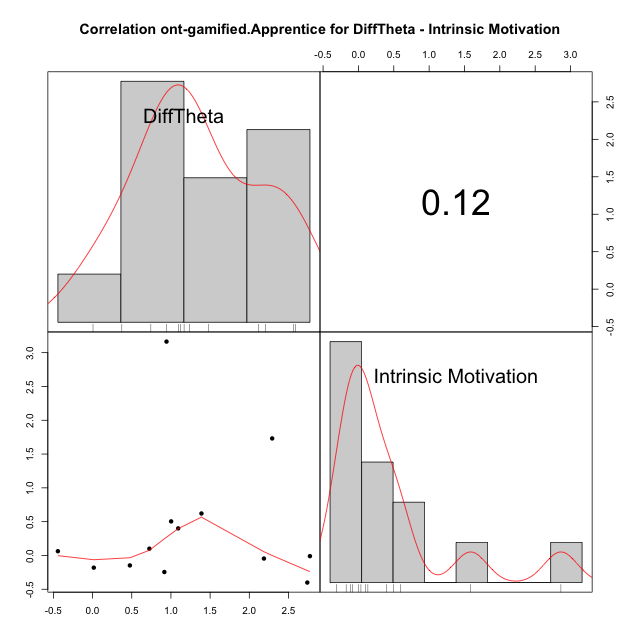 Correlation ont-gamified.Apprentice for DiffTheta - Intrinsic Motivation
-0.5 0.0 0.5 1.0 1.5 2.0 2.5 3.0
DiffTheta
0.12
-0.5 0.0 0.5 1.0 1.5 2.0 2.5
Intrinsic Motivation
-0.5 0.0 0.5 1.0 1.5 2.0 2.5 3.0
-0.5 0.0 0.5 1.0 1.5 2.0 2.5